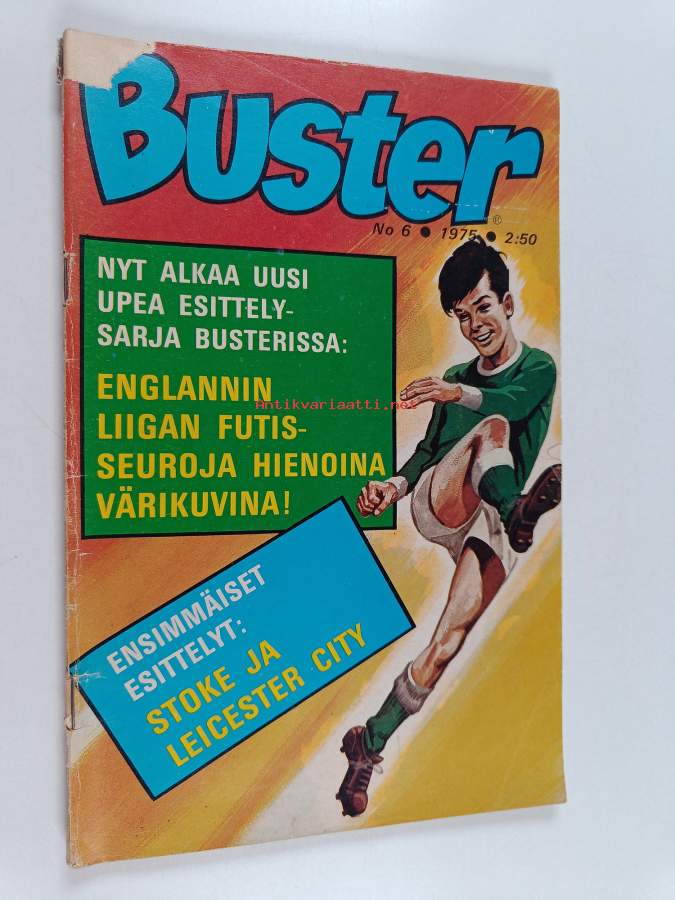 Buster
®
No 6 • 1975 • 2:50
NYT ALKAA UUSI
UPEA ESITTELY-
SARJA BUSTERISSA:
ENGLANNIN
LIIGAN FUTIS-
SEUROJA HIENOINA
VÄRIKUVINA!
Antikvariaatti.net
ENSIMMÄISET
ESITTELYT:
STOKE JA
LEICESTER CITY